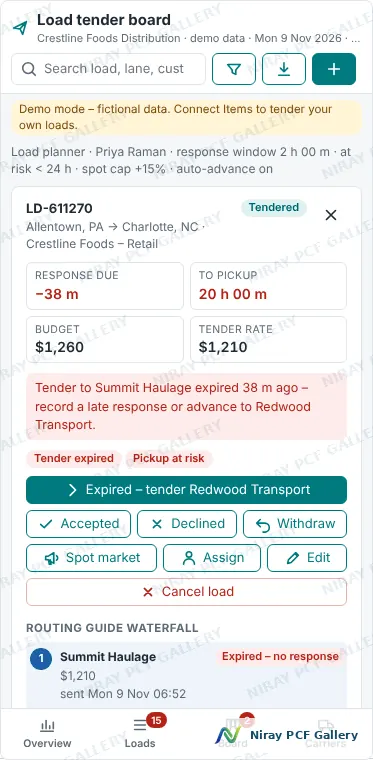 Load tender board
Crestline Foods Distribution · demo data · Mon 9 Nov 2026 · ...
Search load, lane, cust
Demo mode – fictional data. Connect Items to tender your
own loads.
Load planner · Priya Raman · response window 2 h 00 m · at
risk < 24 h · spot cap +15% · auto-advance on
LD-611270
Tendered
Allentown, PA → Charlotte, NC ·
Crestline Foods – Retail
RESPONSE DUE
−38 m
TO PICKUP
20 h 00 m
BUDGET
$1,260
TENDER RATE
$1,210
Tender to Summit Haulage expired 38 m ago –
record a late response or advance to Redwood
Transport.
Tender expired
Pickup at risk
Expired – tender Redwood Transport
Accepted
Declined
Withdraw
Spot market
Assign
Edit
Cancel load
ROUTING GUIDE WATERFALL
1
Summit Haulage
Expired – no response
$1,210
sent Mon 9 Nov 06:52
Overview
15
Loads
2
Board
Carriers
Niray PCF Gallery
NIRAY PCF GALLERY